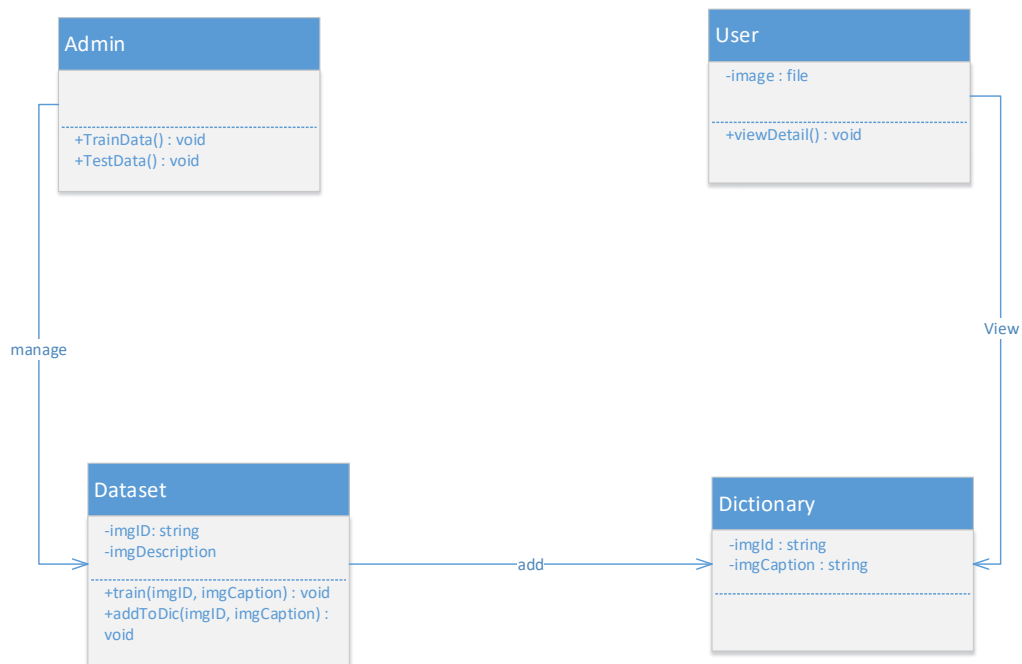 Admin
+TrainData() : void
+TestData() : void
User
-image : file
+viewDetail() : void
manage
View
Dataset
-imgID: string
-imgDescription
+train(imgID, imgCaption) : void
+addToDic(imgID, imgCaption) :
void
add
Dictionary
-imgId : string
-imgCaption : string